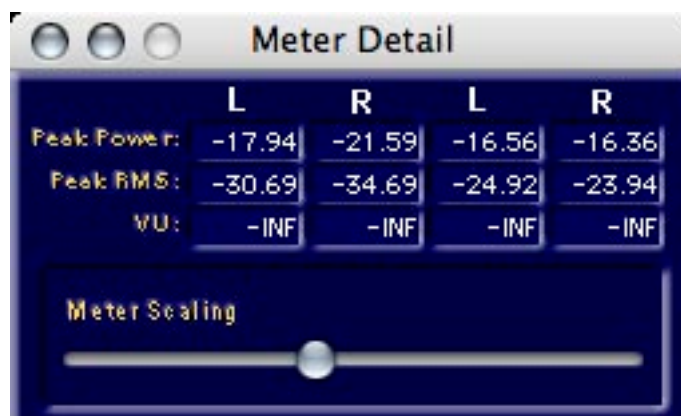 Meter Detail
L R L R
Peak Power: -17.94 -21.59 -16.56 -16.36
Peak RMS: -30.69 -34.69 -24.92 -23.94
VU: -INF -INF -INF -INF
Meter Scaling